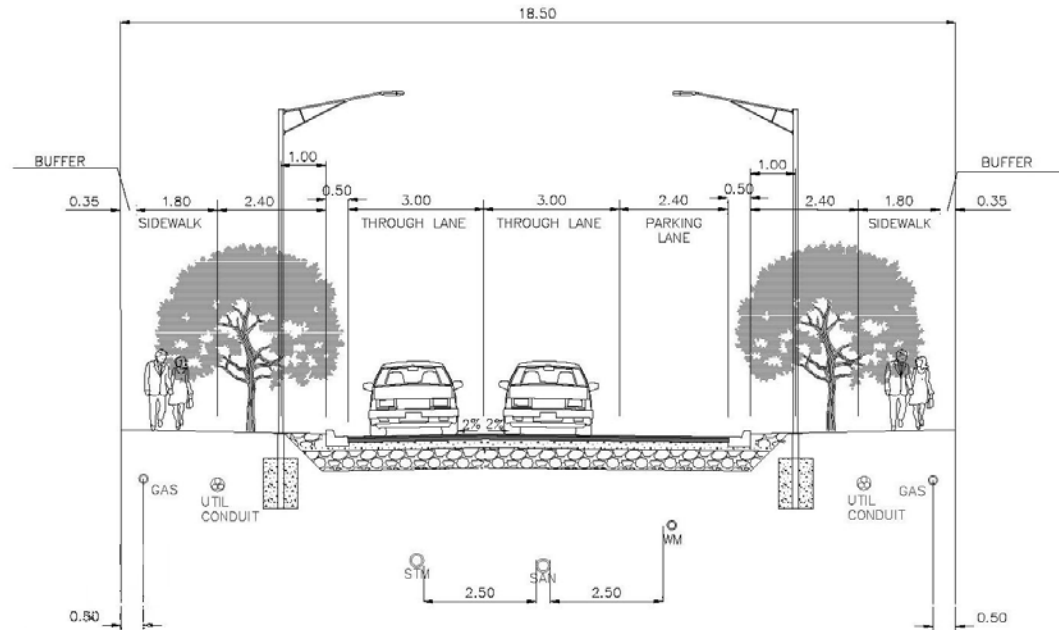 18.50
BUFFER
BUFFER
1.00
1.00
0.35
1.80
2.40
0.50
3.00
3.00
2.40
0.50
2.40
1.80
0.35
SIDEWALK
THROUGH LANE
THROUGH LANE
PARKING
LANE
SIDEWALK
2% 2%
GAS
UTIL
CONDUIT
UTIL
CONDUIT
GAS
WM
STM
SAN
2.50
2.50
0.50
0.50